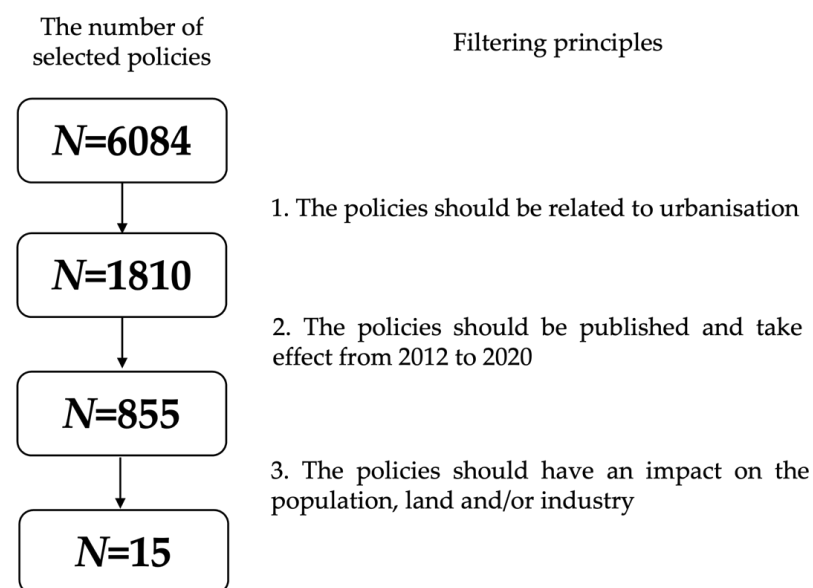 The number of
selected policies
Filtering principles
N=6084
1. The policies should be related to urbanisation
N=1810
2. The policies should be published and take
effect from 2012 to 2020
N=855
3. The policies should have an impact on the
population, land and/or industry
N=15